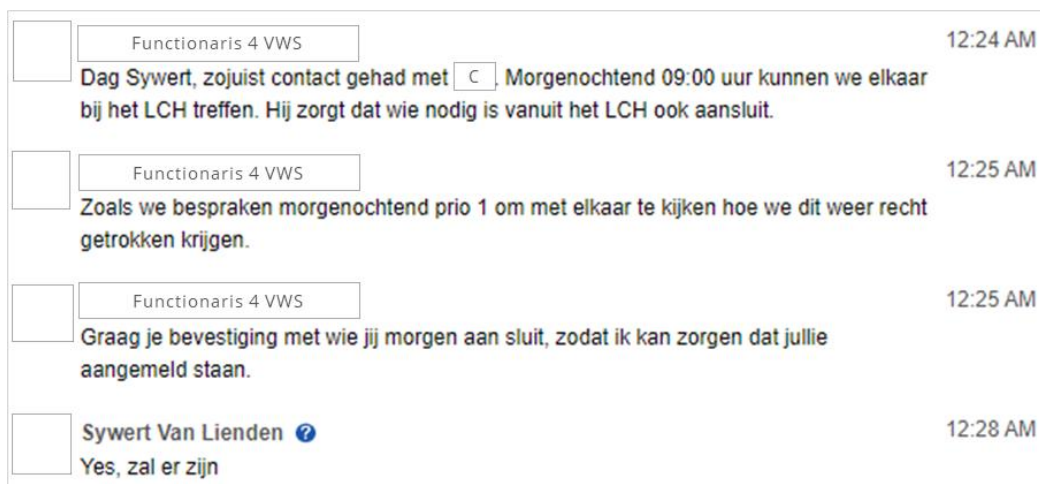 Functionaris 4 VWS 12:24 AM
Dag Sywert, zojuist contact gehad met C. Morgenochtend 09:00 uur kunnen we elkaar
bij het LCH treffen. Hij zorgt dat wie nodig is vanuit het LCH ook aansluit.
Functionaris 4 VWS 12:25 AM
Zoals we bespraken morgenochtend prio 1 om met elkaar te kijken hoe we dit weer recht
getrokken krijgen.
Functionaris 4 VWS 12:25 AM
Graag je bevestiging met wie jij morgen aan sluit, zodat ik kan zorgen dat jullie
aangemeld staan.
Sywert Van Lienden ? 12:28 AM
Yes, zal er zijn